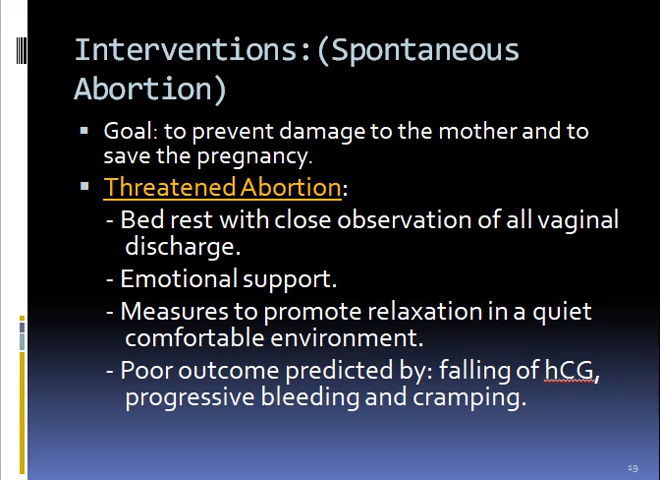 Interventions:(Spontaneous
Abortion)
▪ Goal: to prevent damage to the mother and to
save the pregnancy.
▪ Threatened Abortion:
- Bed rest with close observation of all vaginal
discharge.
- Emotional support.
- Measures to promote relaxation in a quiet
comfortable environment.
- Poor outcome predicted by: falling of hCG,
progressive bleeding and cramping.
19